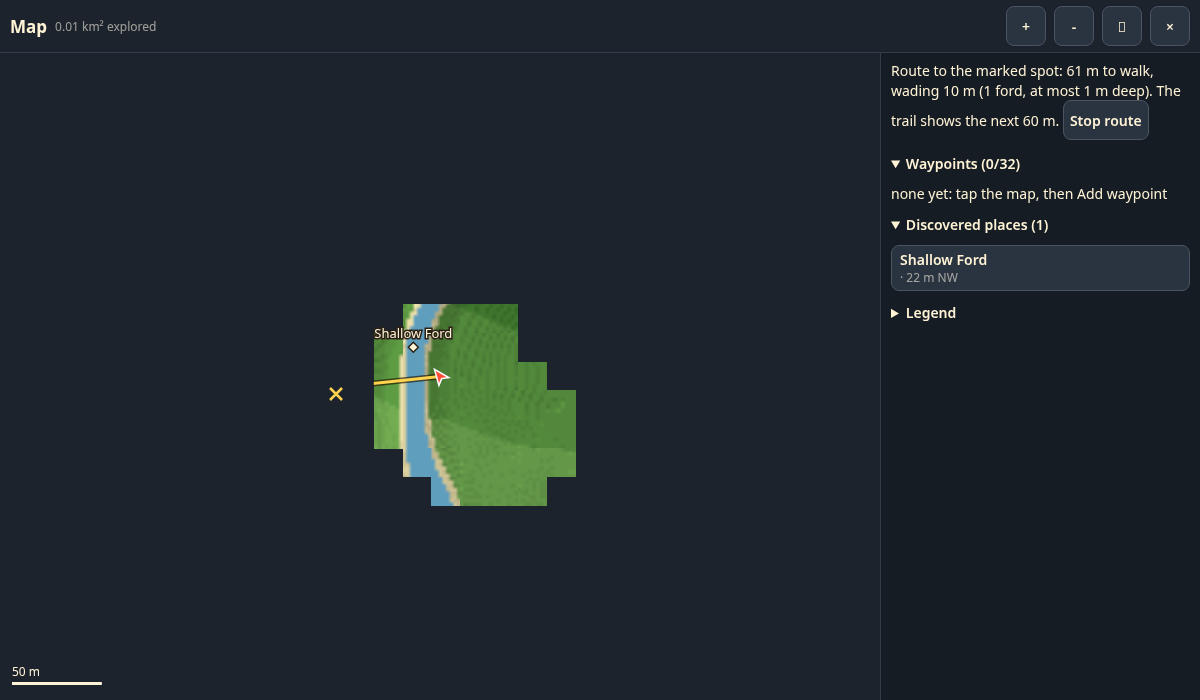 Map 0.01 km² explored
+ - ×
Route to the marked spot: 61 m to walk,
wading 10 m (1 ford, at most 1 m deep). The
trail shows the next 60 m. Stop route
▼ Waypoints (0/32)
none yet: tap the map, then Add waypoint
▼ Discovered places (1)
Shallow Ford
· 22 m NW
▶ Legend
Shallow Ford
50 m